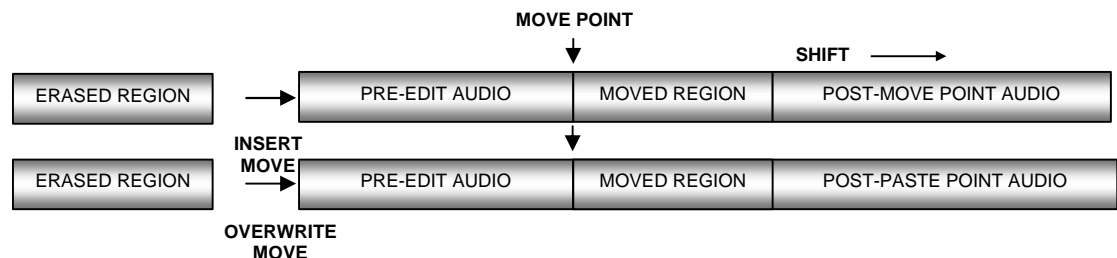 MOVE POINT
SHIFT
ERASED REGION
PRE-EDIT AUDIO
MOVED REGION
POST-MOVE POINT AUDIO
INSERT
MOVE
ERASED REGION
PRE-EDIT AUDIO
MOVED REGION
POST-PASTE POINT AUDIO
OVERWRITE
MOVE